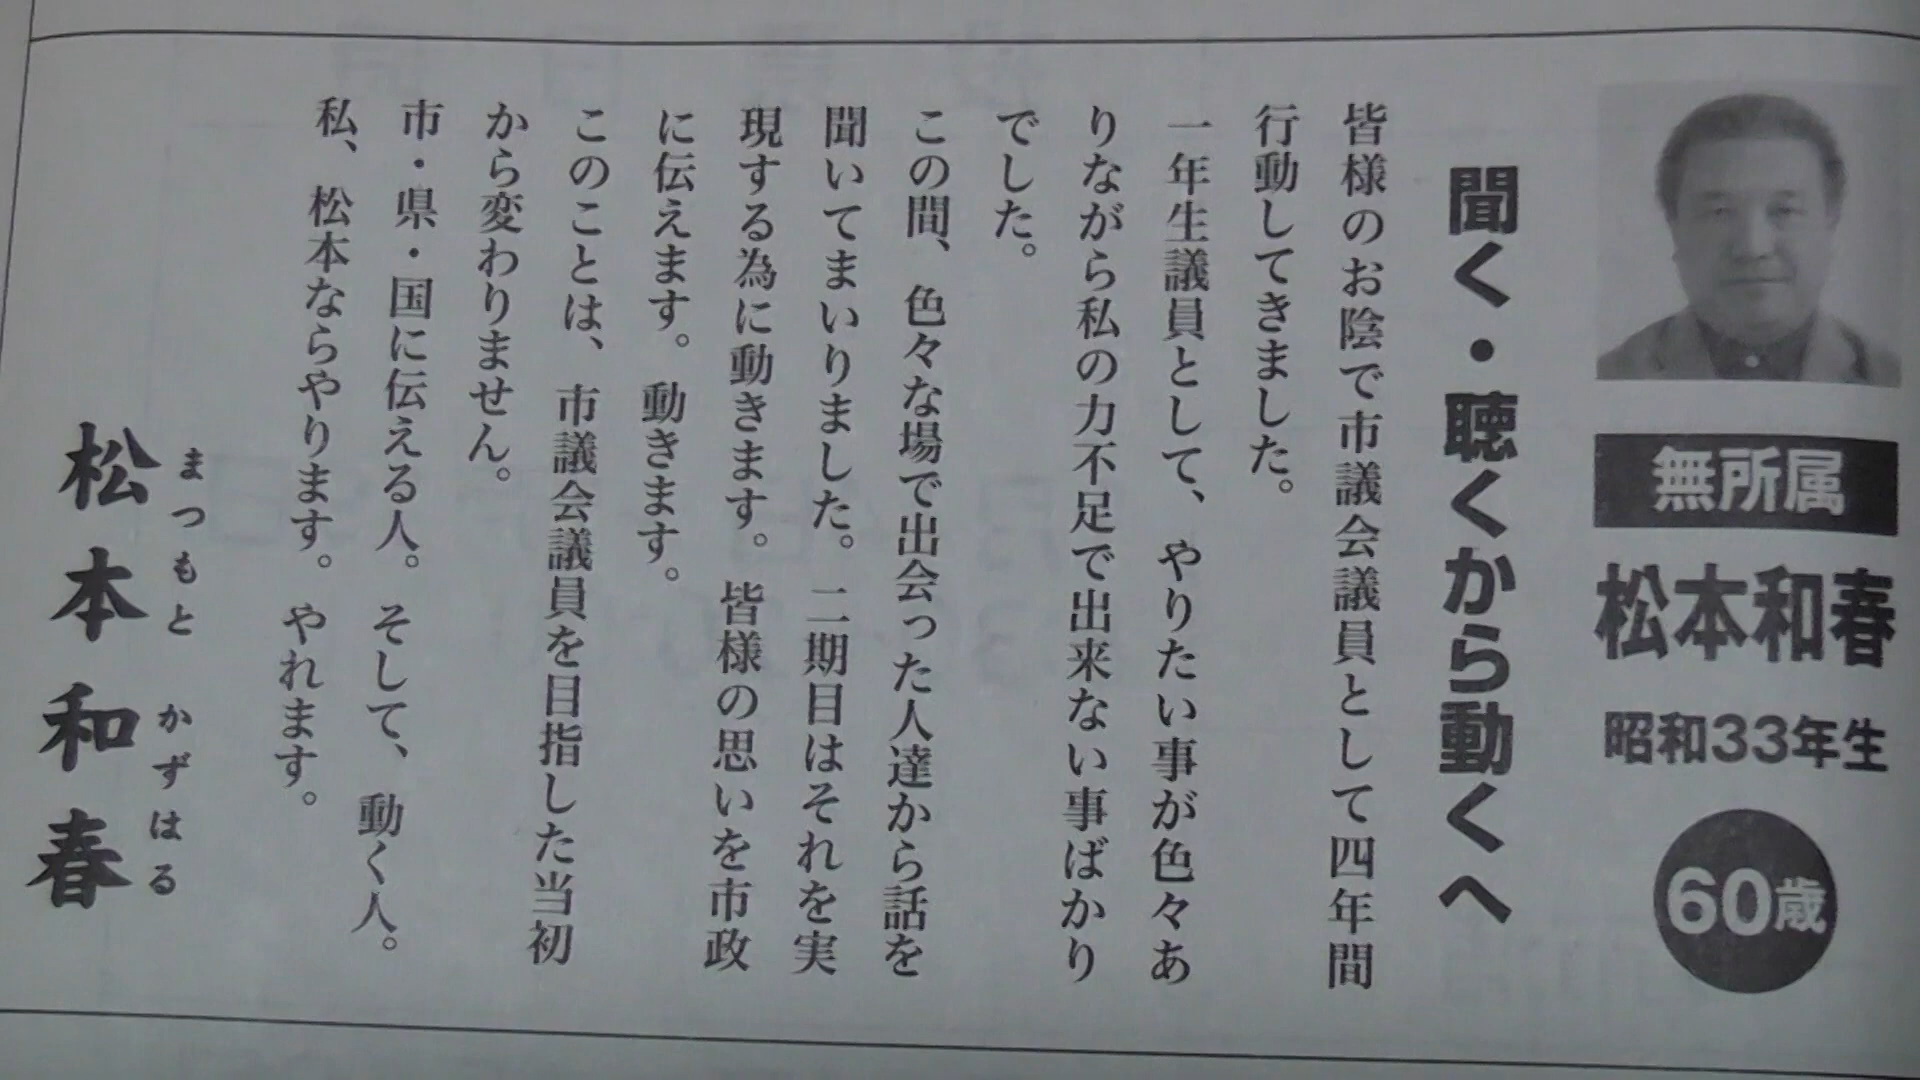 無所属
松本和春
昭和33年生
60歳
聞く・聴くから動くへ
皆様のお陰で市議会議員として四年間
行動してきました。
一年生議員として、やりたい事が色々あ
りながら私の力不足で出来ない事ばかり
でした。
この間、色々な場で出会った人達から話を
聞いてまいりました。二期目はそれを実
現する為に動きます。皆様の思いを市政
に伝えます。動きます。
このことは、市議会議員を目指した当初
から変わりません。
市・県・国に伝える人。そして、動く人。
私、松本ならやります。やれます。
まつもと かずはる
松本和春